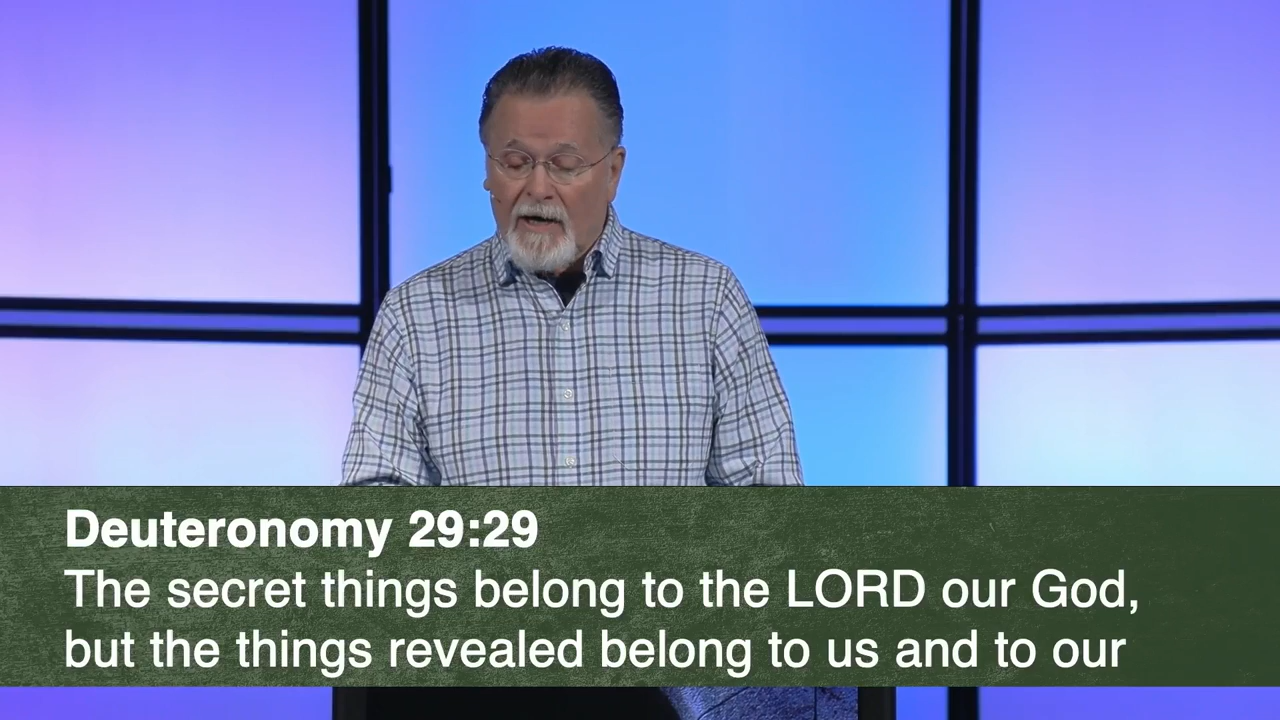 Deuteronomy 29:29
The secret things belong to the LORD our God,
but the things revealed belong to us and to our